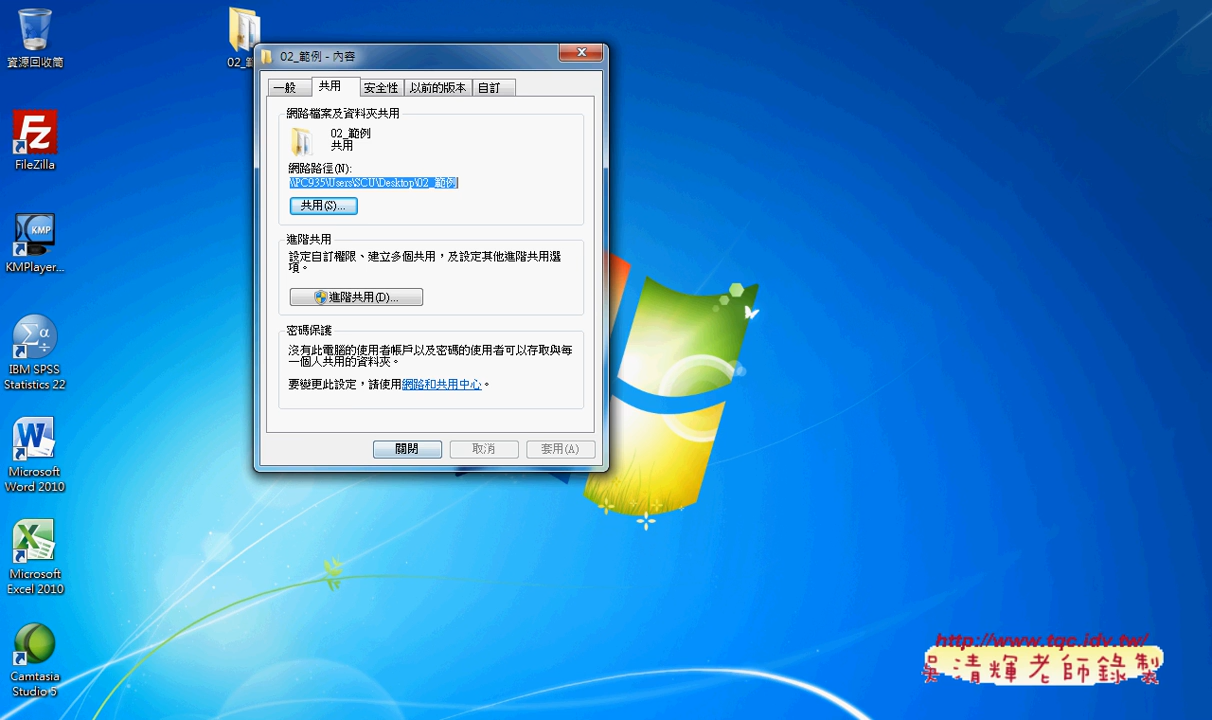 資源回收筒
FileZilla
KMPlayer...
IBM SPSS
Statistics 22
Microsoft
Word 2010
Microsoft
Excel 2010
Camtasia
Studio 5
02_範例 - 內容
一般
共用
安全性
以前的版本
自訂
網路檔案及資料夾共用
02_範例
共用
網路路徑(N):
\\PC935\Users\SCU\Desktop\02_範例
共用(S)...
進階共用
設定自訂權限、建立多個共用，及設定其他進階共用選
項。
進階共用(D)...
密碼保護
沒有此電腦的使用者帳戶以及密碼的使用者可以存取與每
一個人共用的資料夾。
要變更此設定，請使用網路和共用中心。
關閉
取消
套用(A)
http://www.tqc.idv.tw/
吳清輝老師錄製